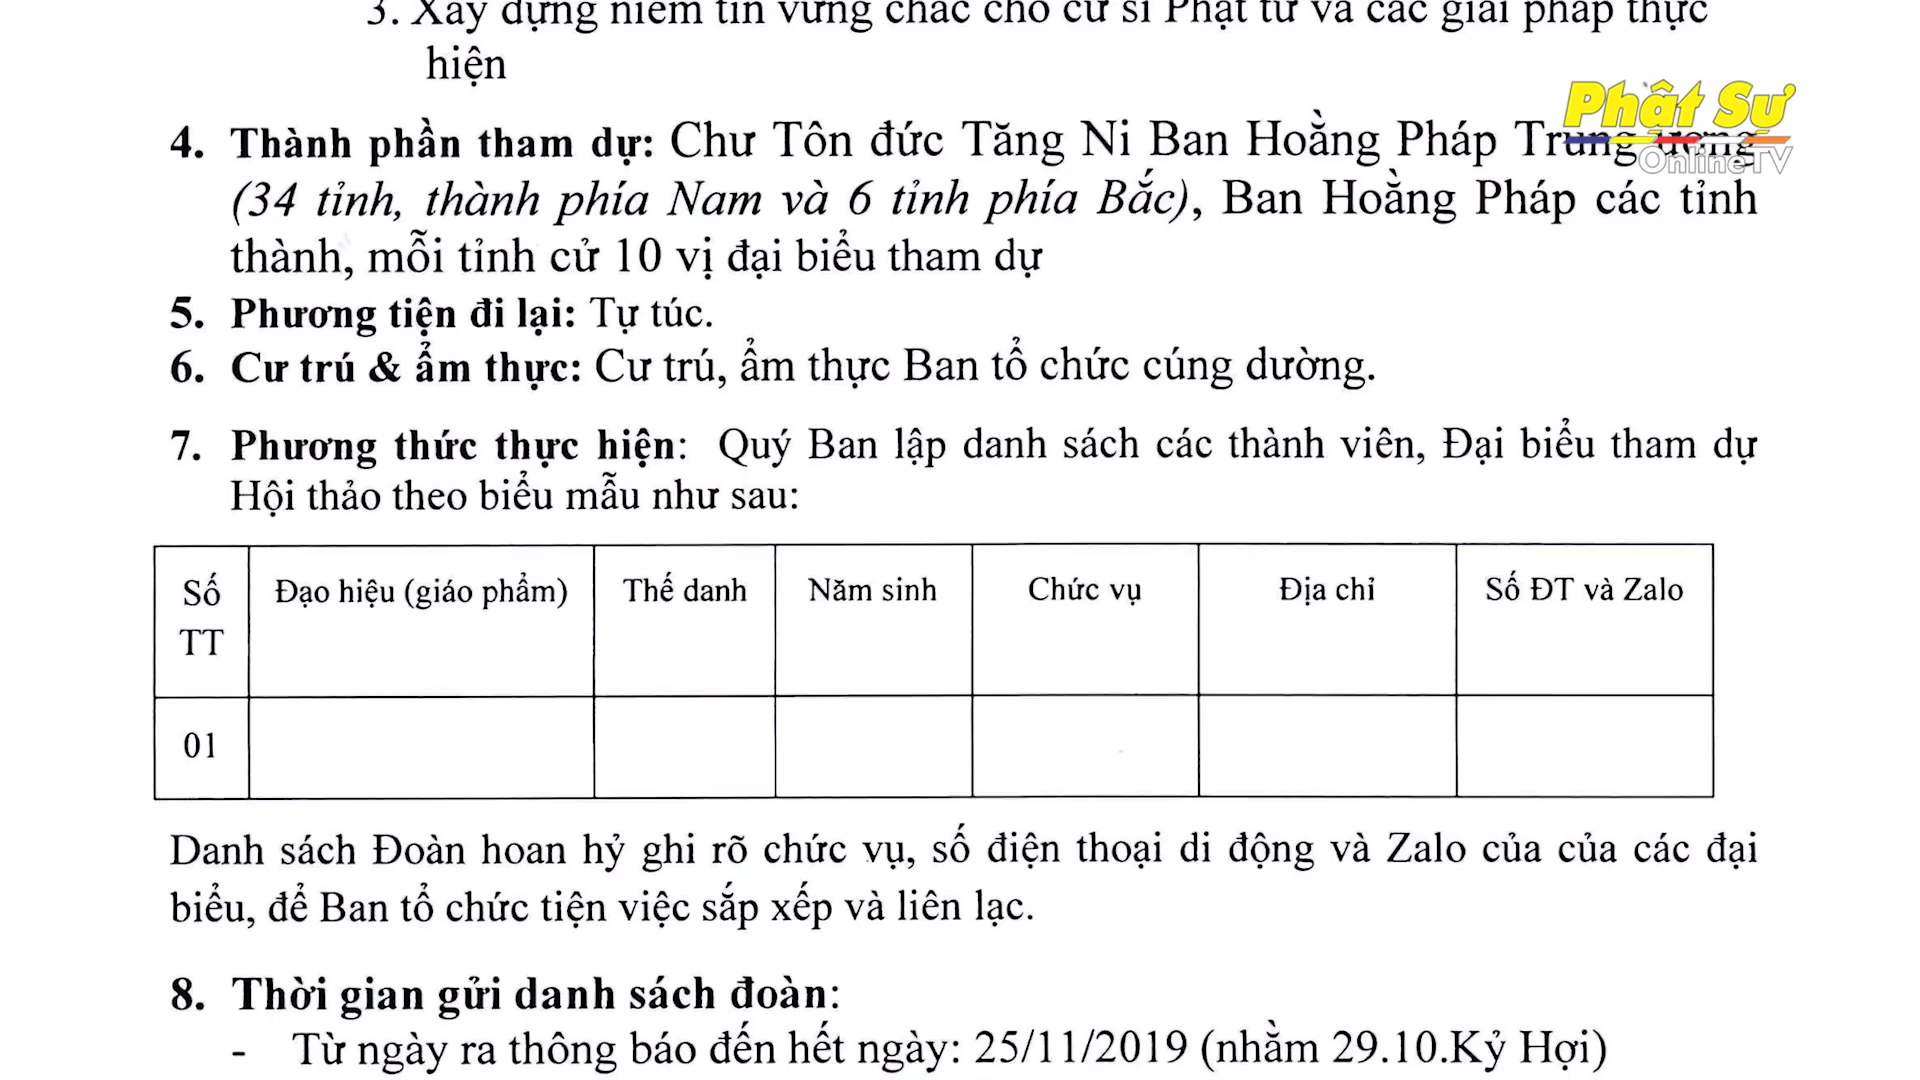 3. Xây dựng niềm tin vững chắc cho cư sĩ Phật tử và các giải pháp thực
hiện
Phật Sự
OnlineTV
4. Thành phần tham dự: Chư Tôn đức Tăng Ni Ban Hoằng Pháp Trung ương
(34 tỉnh, thành phía Nam và 6 tỉnh phía Bắc), Ban Hoằng Pháp các tỉnh
thành, mỗi tỉnh cử 10 vị đại biểu tham dự
5. Phương tiện đi lại: Tự túc.
6. Cư trú & ẩm thực: Cư trú, ẩm thực Ban tổ chức cúng dường.
7. Phương thức thực hiện: Quý Ban lập danh sách các thành viên, Đại biểu tham dự
Hội thảo theo biểu mẫu như sau:
Số TT Đạo hiệu (giáo phẩm) Thế danh Năm sinh Chức vụ Địa chỉ Số ĐT và Zalo
01
Danh sách Đoàn hoan hỷ ghi rõ chức vụ, số điện thoại di động và Zalo của của các đại
biểu, để Ban tổ chức tiện việc sắp xếp và liên lạc.
8. Thời gian gửi danh sách đoàn:
- Từ ngày ra thông báo đến hết ngày: 25/11/2019 (nhằm 29.10.Kỷ Hợi)